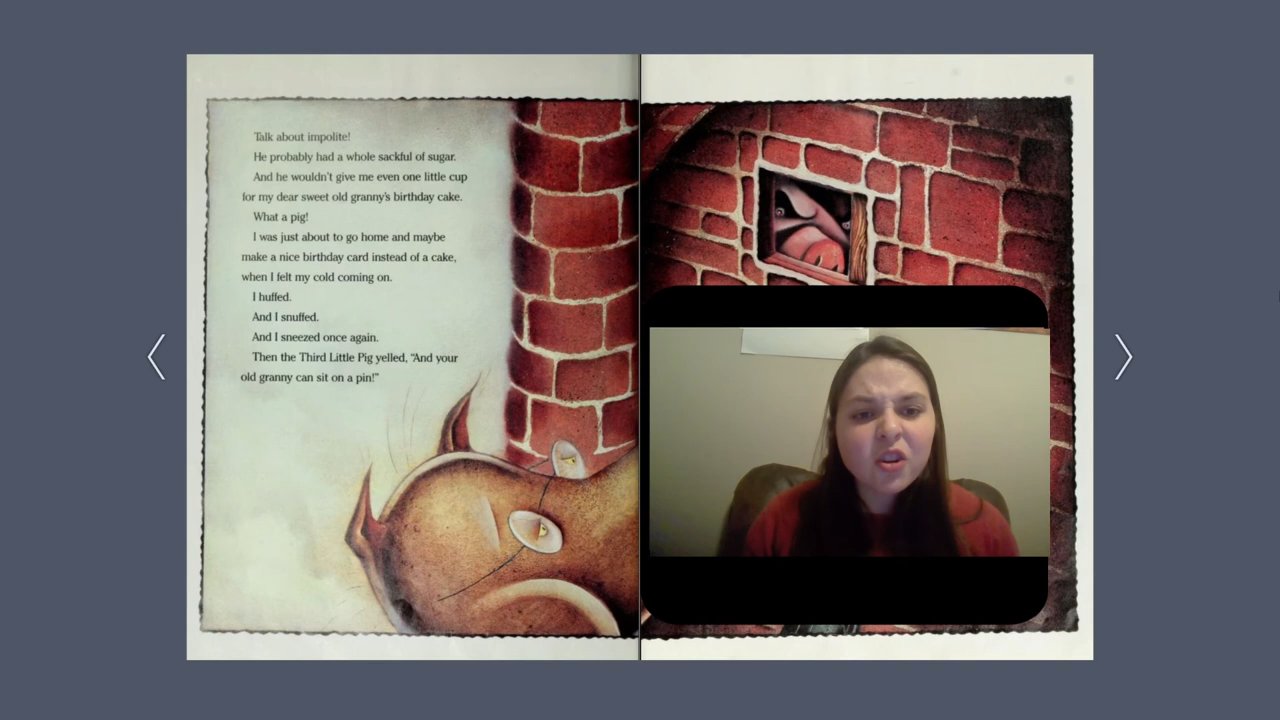 Talk about impolite!
He probably had a whole sackful of sugar.
And he wouldn't give me even one little cup
for my dear sweet old granny's birthday cake.
What a pig!
I was just about to go home and maybe
make a nice birthday card instead of a cake,
when I felt my cold coming on.
I huffed.
And I snuffed.
And I sneezed once again.
Then the Third Little Pig yelled, "And your
old granny can sit on a pin!"